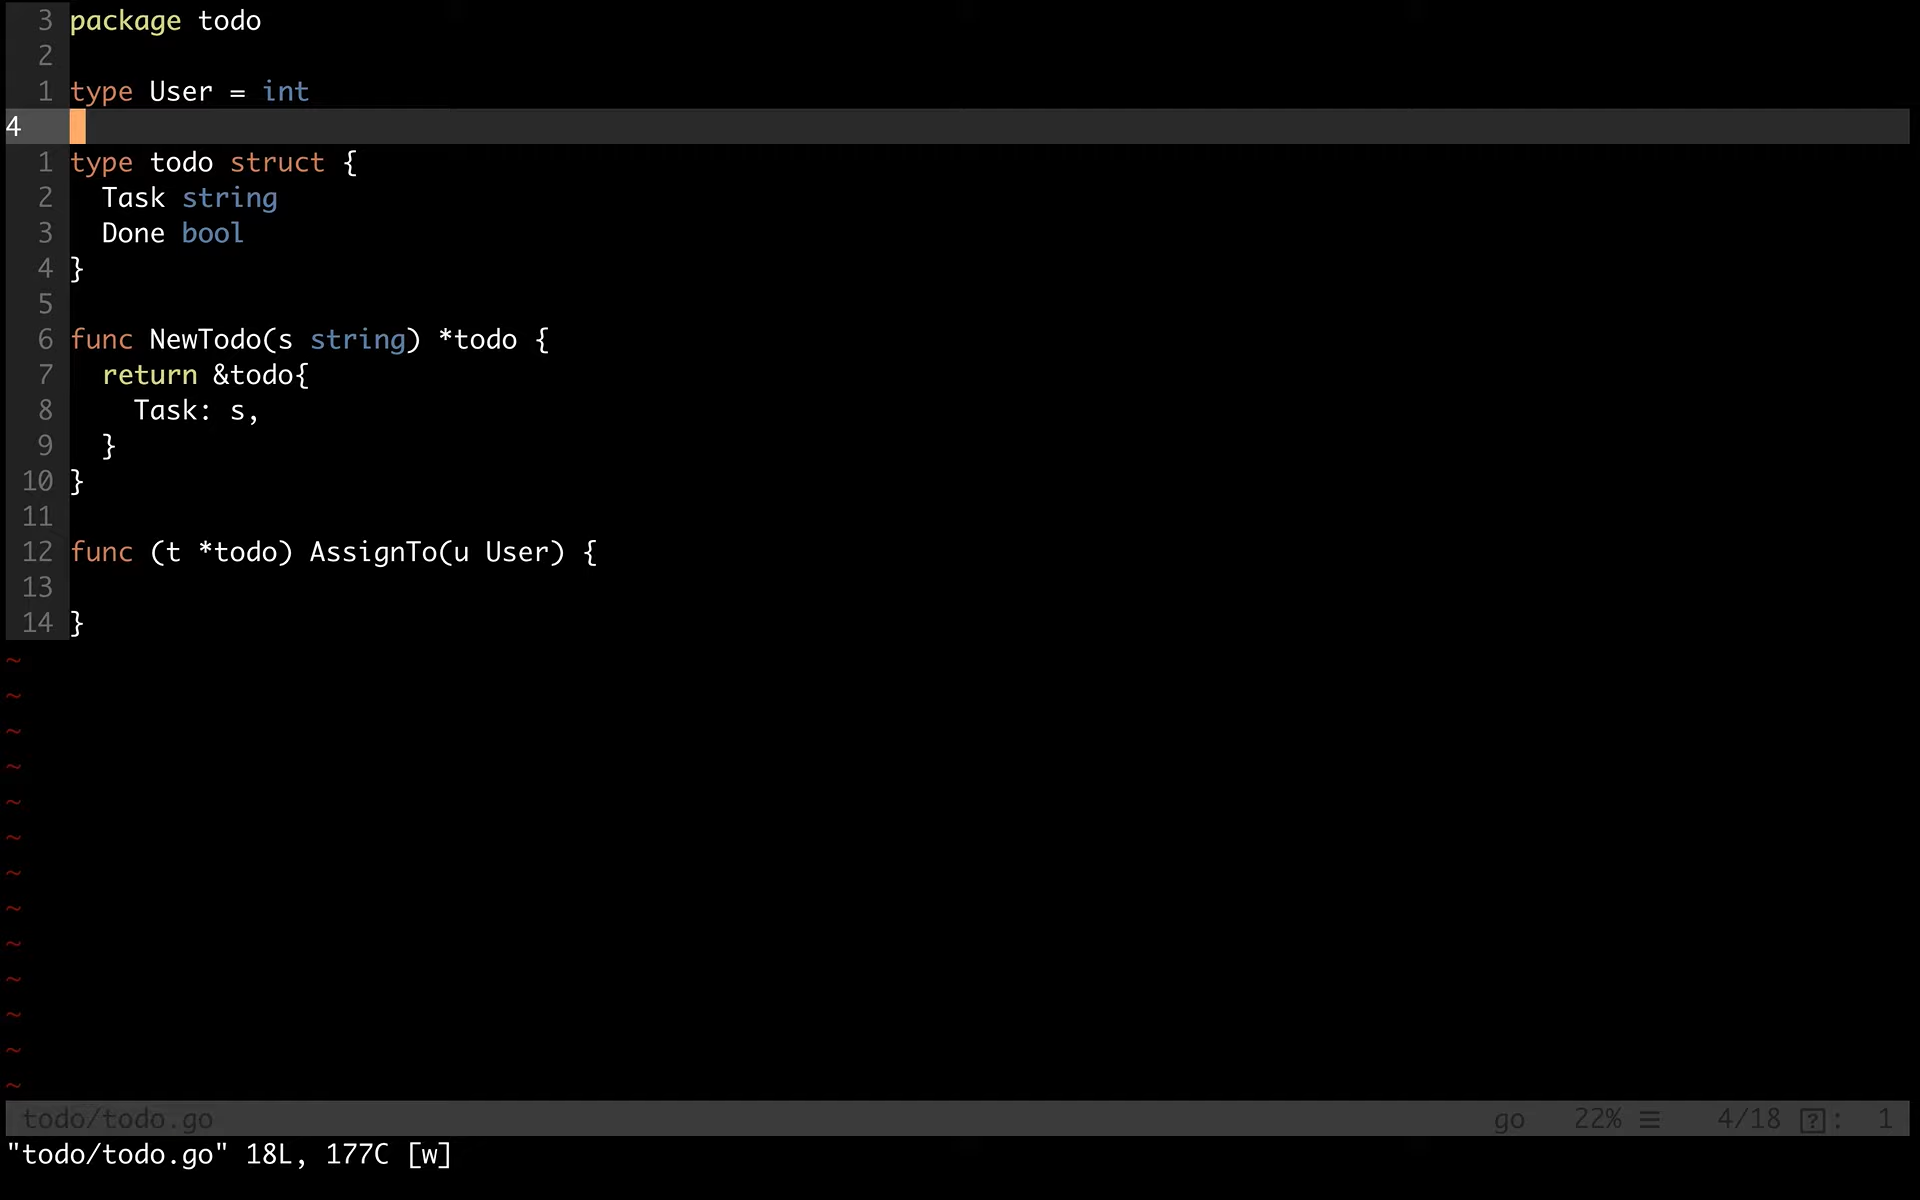 3 package todo
2
1 type User = int
4
1 type todo struct {
2   Task string
3   Done bool
4 }
5
6 func NewTodo(s string) *todo {
7   return &todo{
8     Task: s,
9   }
10 }
11
12 func (t *todo) AssignTo(u User) {
13
14 }
~
~
~
~
~
~
~
~
~
~
~
~
~
todo/todo.go go 22% ☰ 4/18 [?]: 1
"todo/todo.go" 18L, 177C [w]